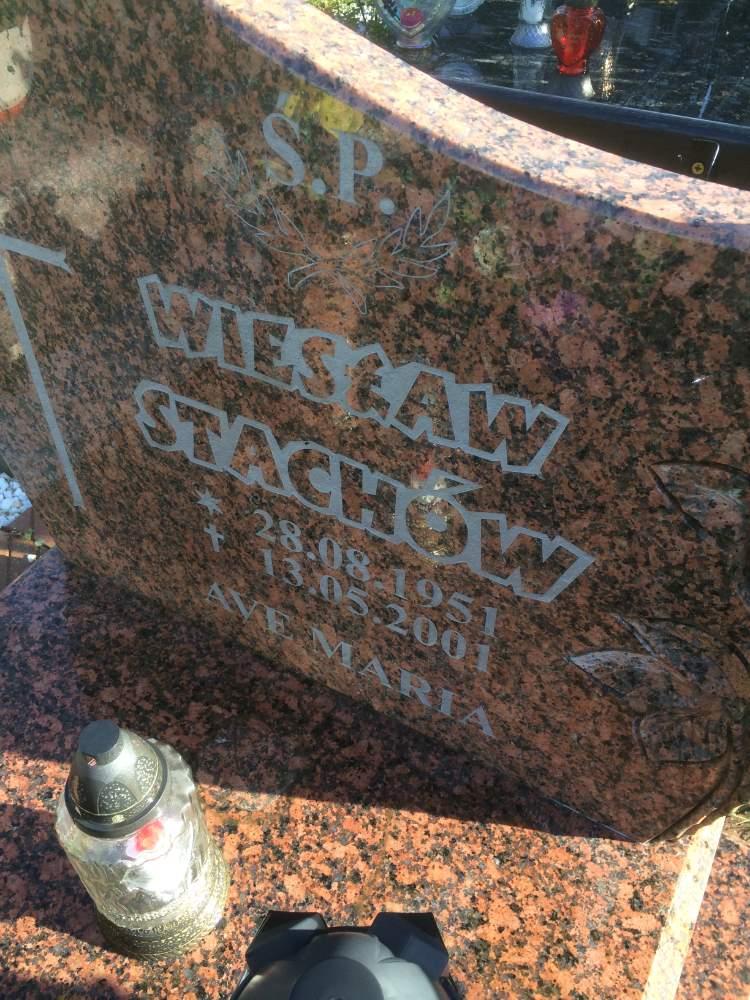 Ś.P.
WIESŁAW
STACHÓW
* 28.08.1951
✝ 13.05.2001
AVE MARIA